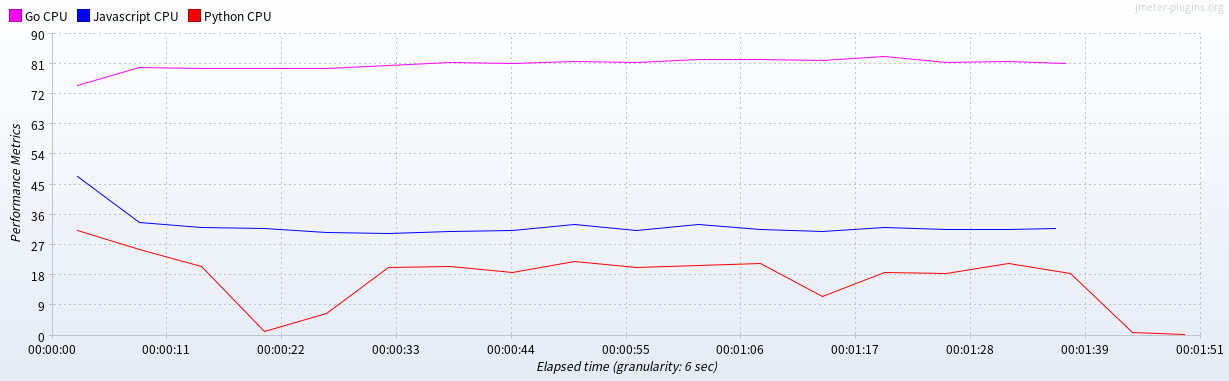 jmeter-plugins.org
Go CPU Javascript CPU Python CPU
90
81
72
63
54
45
36
27
18
9
0
Performance Metrics
00:00:00 00:00:11 00:00:22 00:00:33 00:00:44 00:00:55 00:01:06 00:01:17 00:01:28 00:01:39 00:01:51
Elapsed time (granularity: 6 sec)